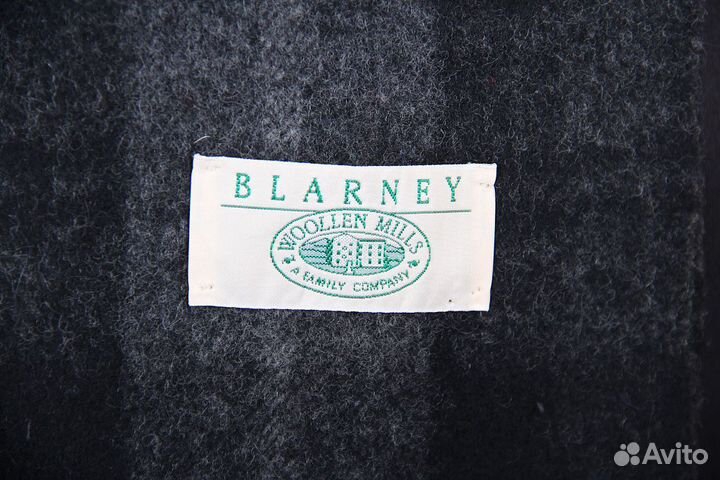 BLARNEY
WOOLLEN MILLS
A FAMILY COMPANY
Avito